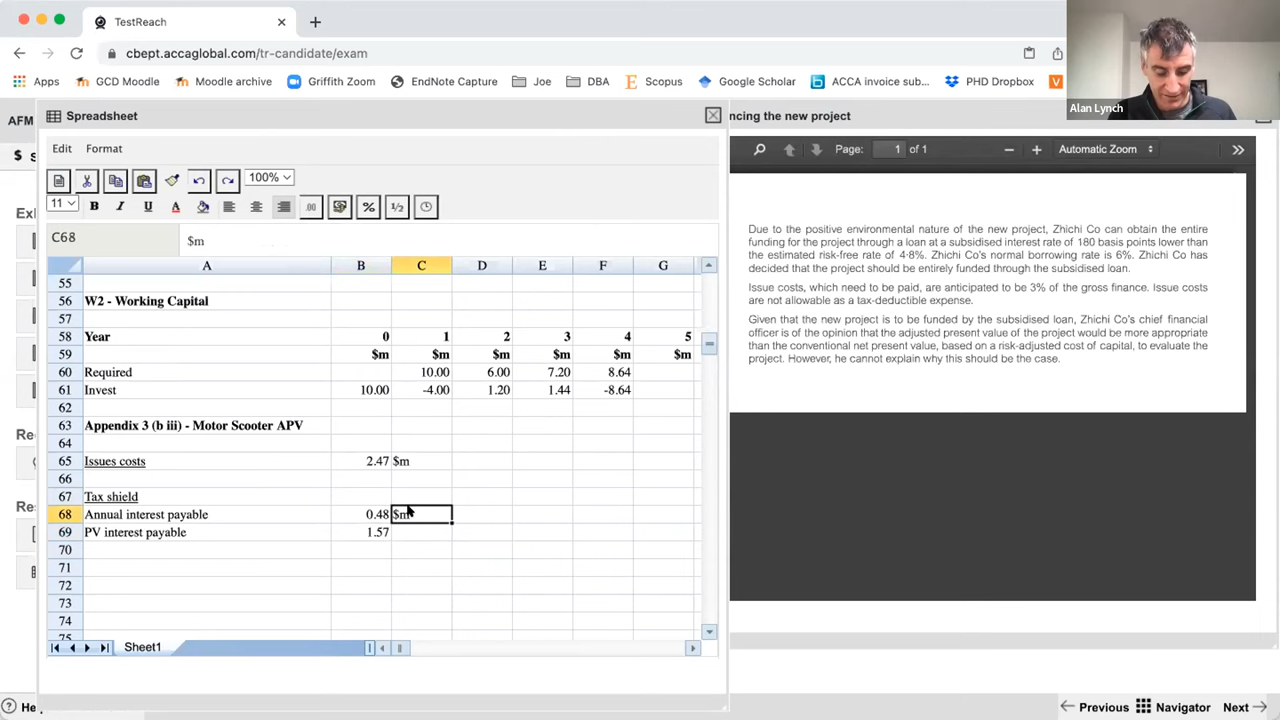 TestReach
cbept.accaglobal.com/tr-candidate/exam
Apps
GCD Moodle
Moodle archive
Griffith Zoom
EndNote Capture
Joe
DBA
Scopus
Google Scholar
ACCA invoice sub...
PHD Dropbox
Alan Lynch
AFM
Spreadsheet
ncing the new project
$
Edit Format
100%
Page: 1 of 1
Automatic Zoom
11
B I U A .00 % 1/2
C68 $m
A B C D E F G
55
56 W2 - Working Capital
57
58 Year 0 1 2 3 4 5
59 $m $m $m $m $m $m
60 Required 10.00 6.00 7.20 8.64
61 Invest 10.00 -4.00 1.20 1.44 -8.64
62
63 Appendix 3 (b iii) - Motor Scooter APV
64
65 Issues costs 2.47 $m
66
67 Tax shield
68 Annual interest payable 0.48 $m
69 PV interest payable 1.57
70
71
72
73
74
75
Sheet1
Due to the positive environmental nature of the new project, Zhichi Co can obtain the entire
funding for the project through a loan at a subsidised interest rate of 180 basis points lower than
the estimated risk-free rate of 4·8%. Zhichi Co's normal borrowing rate is 6%. Zhichi Co has
decided that the project should be entirely funded through the subsidised loan.
Issue costs, which need to be paid, are anticipated to be 3% of the gross finance. Issue costs
are not allowable as a tax-deductible expense.
Given that the new project is to be funded by the subsidised loan, Zhichi Co's chief financial
officer is of the opinion that the adjusted present value of the project would be more appropriate
than the conventional net present value, based on a risk-adjusted cost of capital, to evaluate the
project. However, he cannot explain why this should be the case.
Ex
Re
Re
Previous
Navigator
Next